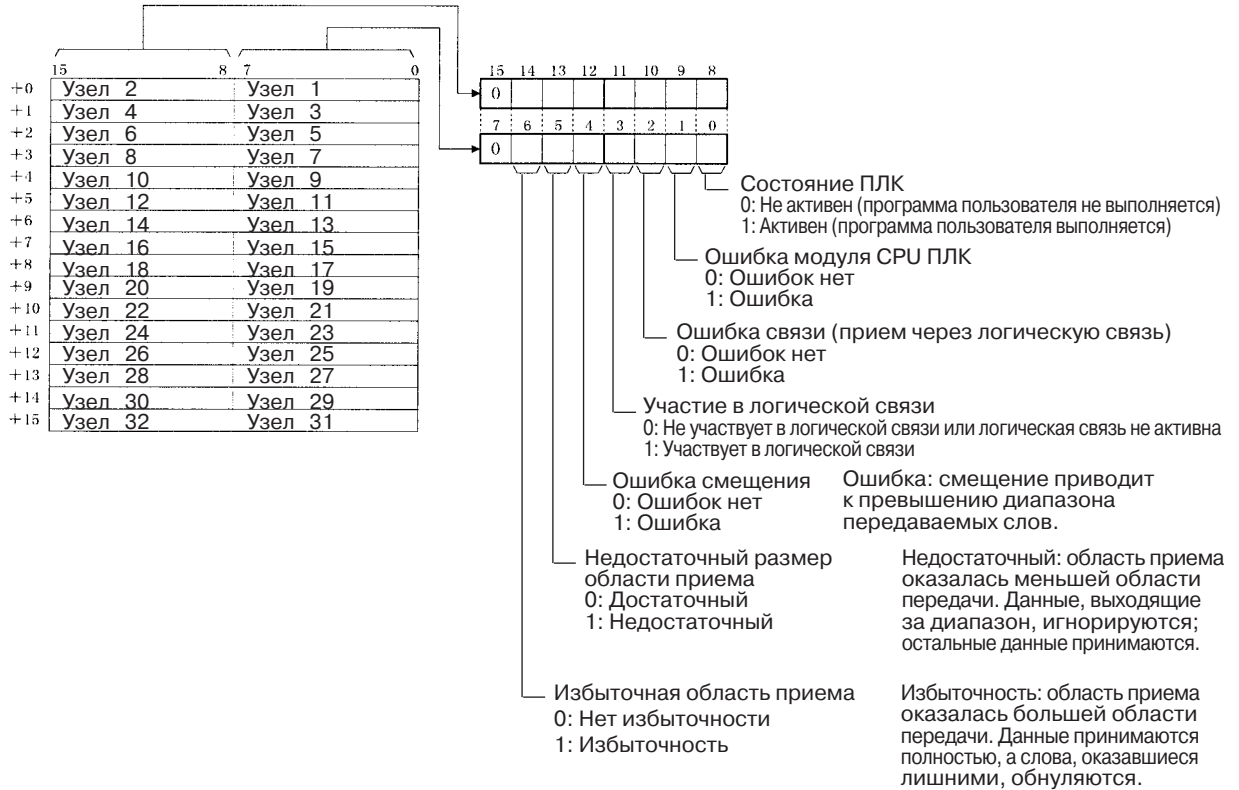 15 8 7 0
+0 Узел 2 Узел 1
+1 Узел 4 Узел 3
+2 Узел 6 Узел 5
+3 Узел 8 Узел 7
+4 Узел 10 Узел 9
+5 Узел 12 Узел 11
+6 Узел 14 Узел 13
+7 Узел 16 Узел 15
+8 Узел 18 Узел 17
+9 Узел 20 Узел 19
+10 Узел 22 Узел 21
+11 Узел 24 Узел 23
+12 Узел 26 Узел 25
+13 Узел 28 Узел 27
+14 Узел 30 Узел 29
+15 Узел 32 Узел 31
15 14 13 12 11 10 9 8
0
7 6 5 4 3 2 1 0
0
Состояние ПЛК
0: Не активен (программа пользователя не выполняется)
1: Активен (программа пользователя выполняется)
Ошибка модуля CPU ПЛК
0: Ошибок нет
1: Ошибка
Ошибка связи (прием через логическую связь)
0: Ошибок нет
1: Ошибка
Участие в логической связи
0: Не участвует в логической связи или логическая связь не активна
1: Участвует в логической связи
Ошибка смещения
0: Ошибок нет
1: Ошибка
Ошибка: смещение приводит
к превышению диапазона
передаваемых слов.
Недостаточный размер
области приема
0: Достаточный
1: Недостаточный
Недостаточный: область приема
оказалась меньшей области
передачи. Данные, выходящие
за диапазон, игнорируются;
остальные данные принимаются.
Избыточная область приема
0: Нет избыточности
1: Избыточность
Избыточность: область приема
оказалась большей области
передачи. Данные принимаются
полностью, а слова, оказавшиеся
лишними, обнуляются.